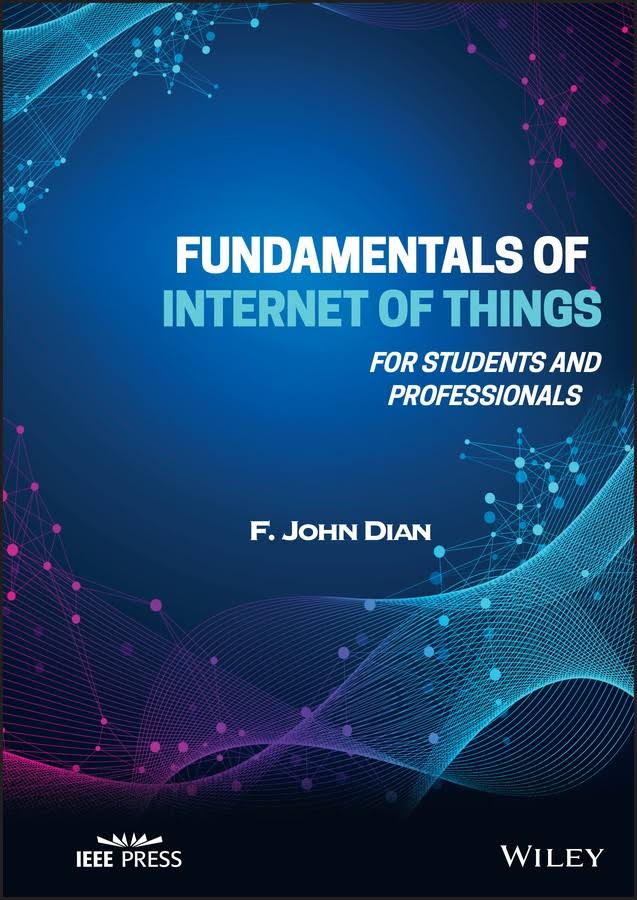 FUNDAMENTALS OF
INTERNET OF THINGS
FOR STUDENTS AND
PROFESSIONALS
F. JOHN DIAN
IEEE PRESS
WILEY